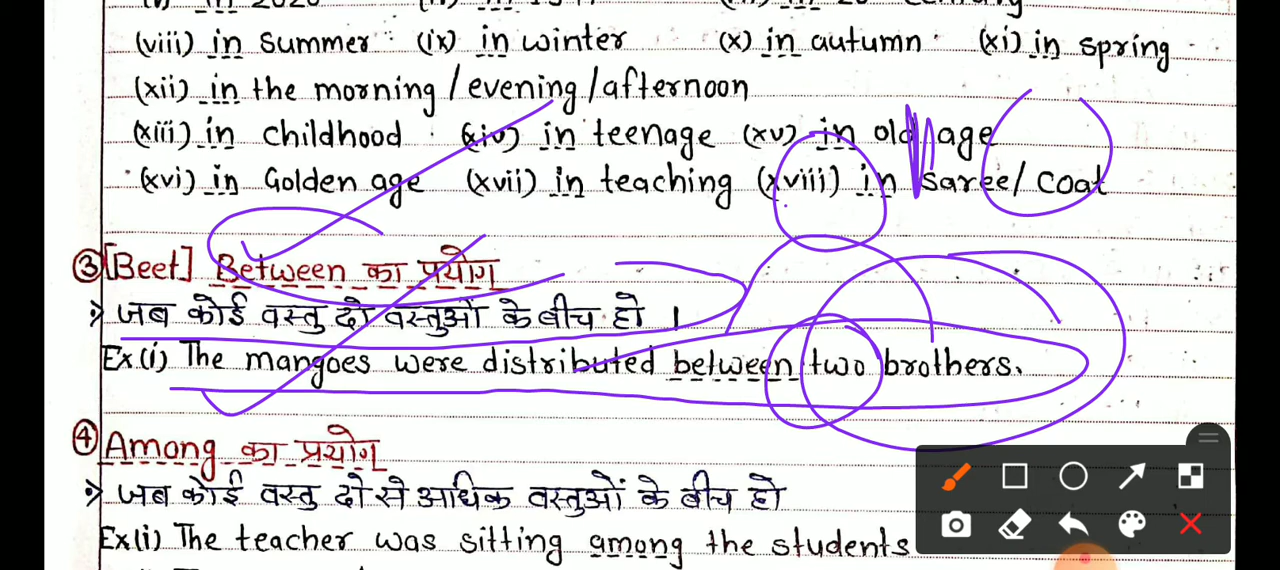 (viii) in summer (ix) in winter (x) in autumn (xi) in spring
(xii) in the morning / evening / afternoon
(xiii) in childhood (xiv) in teenage (xv) in old age
(xvi) in Golden age (xvii) in teaching (xviii) in saree / coat
③ [Beet] Between का प्रयोग
जब कोई वस्तु दो वस्तुओं के बीच हो ।
Ex(i) The mangoes were distributed between two brothers.
④ Among का प्रयोग
जब कोई वस्तु दो से अधिक वस्तुओं के बीच हो
Ex(i) The teacher was sitting among the students